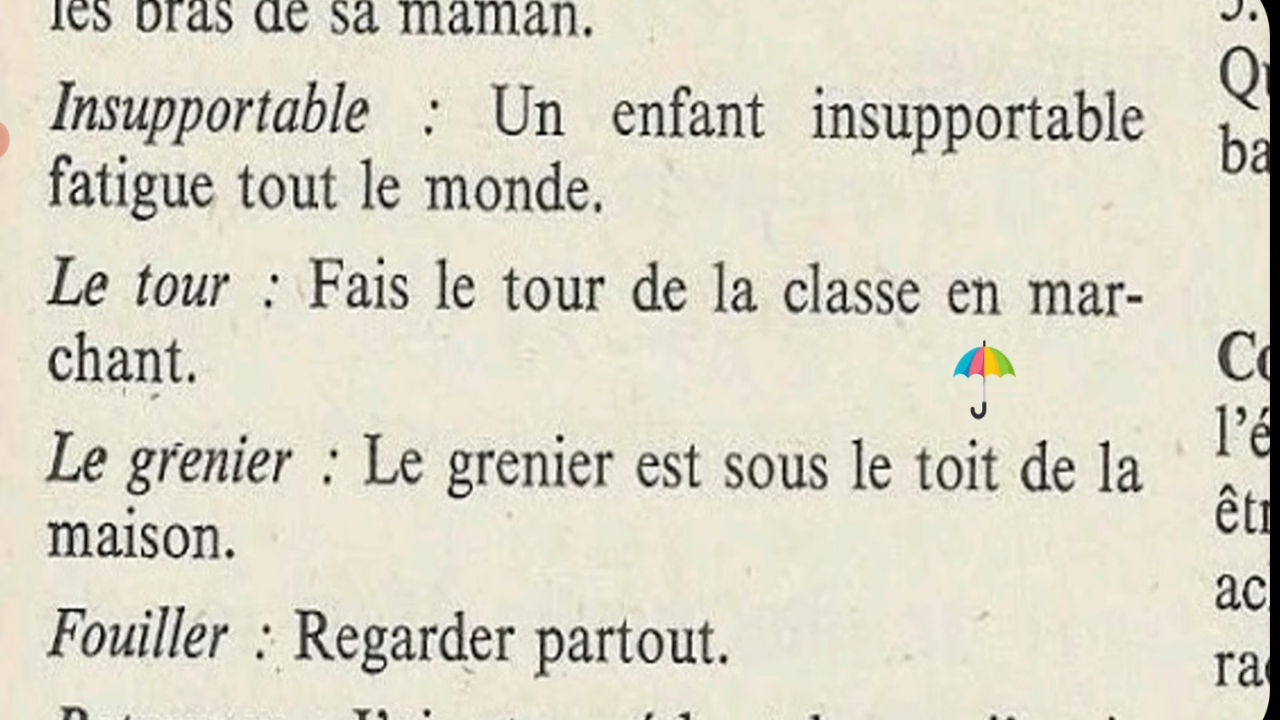 les bras de sa maman.
Insupportable : Un enfant insupportable
fatigue tout le monde.
Le tour : Fais le tour de la classe en mar-
chant.
Le grenier : Le grenier est sous le toit de la
maison.
Fouiller : Regarder partout.